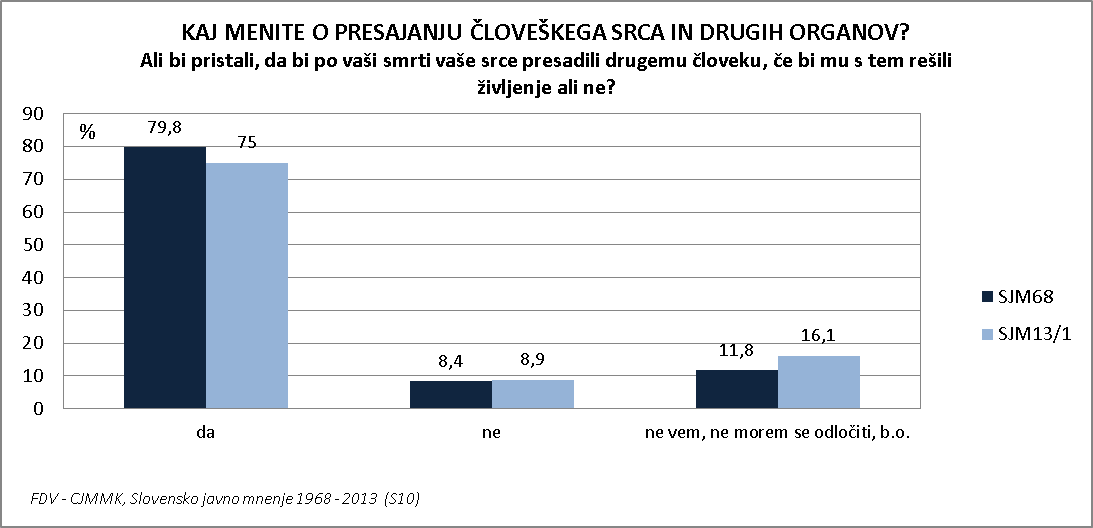 KAJ MENITE O PRESAJANJU ČLOVEŠKEGA SRCA IN DRUGIH ORGANOV?
Ali bi pristali, da bi po vaši smrti vaše srce presadili drugemu človeku, če bi mu s tem rešili
življenje ali ne?
90
%
79,8
75
80
70
60
50
40
30
20
10
0
8,4
8,9
11,8
16,1
SJM68
SJM13/1
da
ne
ne vem, ne morem se odločiti, b.o.
FDV - CJMMK, Slovensko javno mnenje 1968 - 2013 (S10)